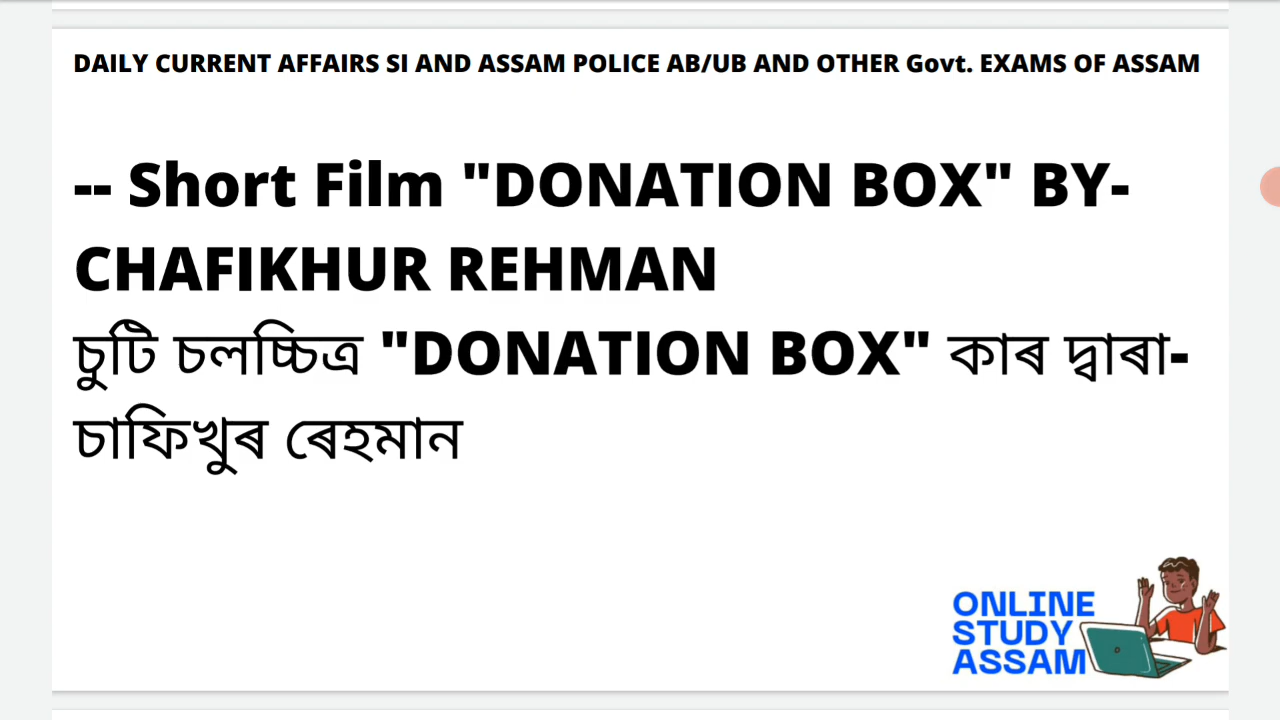 DAILY CURRENT AFFAIRS SI AND ASSAM POLICE AB/UB AND OTHER Govt. EXAMS OF ASSAM
-- Short Film "DONATION BOX" BY-
CHAFIKHUR REHMAN
চুটি চলচ্চিত্ৰ "DONATION BOX" কাৰ দ্বাৰা-
চাফিখুৰ ৰেহমান
ONLINE
STUDY
ASSAM